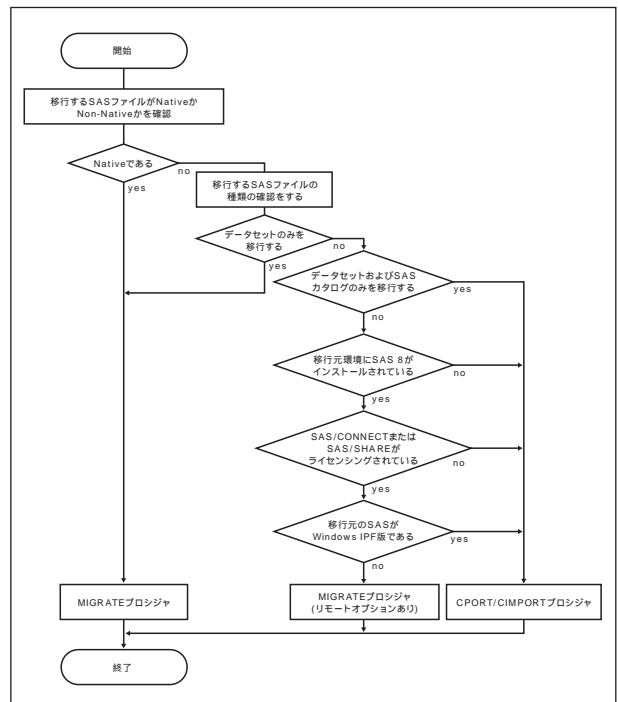 開始
移行するSASファイルがNativeか
Non-Nativeかを確認
Nativeである
no
yes
移行するSASファイルの
種類の確認をする
データセットのみを
移行する
no
yes
データセットおよびSAS
カタログのみを移行する
yes
no
移行元環境にSAS 8が
インストールされている
no
yes
SAS/CONNECTまたは
SAS/SHAREが
ライセンシングされている
no
yes
移行元のSASが
Windows IPF版である
yes
no
MIGRATEプロシジャ
MIGRATEプロシジャ
(リモートオプションあり)
CPORT/CIMPORTプロシジャ
終了